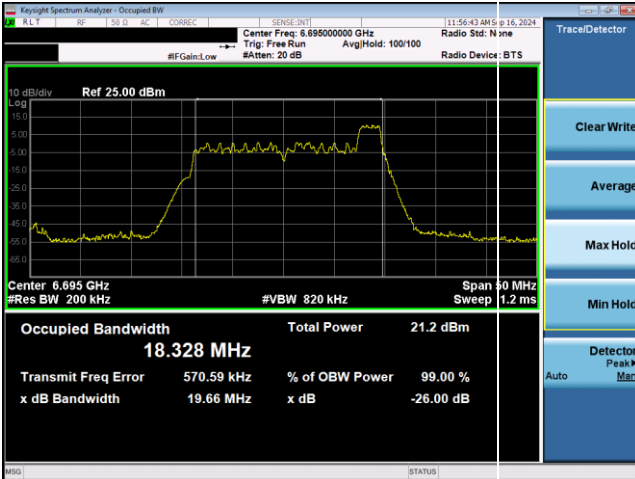 Keysight Spectrum Analyzer - Occupied BW
RLT RF 50 Ω AC CORREC SENSE:INT 11:56:43 AM Sep 16, 2024
Center Freq: 6.695000000 GHz Radio Std: None
Trig: Free Run Avg|Hold: 100/100
#IFGain:Low #Atten: 20 dB Radio Device: BTS
Trace/Detector
10 dB/div Ref 25.00 dBm
Log
15.0
5.00
-5.00
-15.0
-25.0
-35.0
-45.0
-55.0
-65.0
Center 6.695 GHz Span 50 MHz
#Res BW 200 kHz #VBW 820 kHz Sweep 1.2 ms
Occupied Bandwidth Total Power 21.2 dBm
18.328 MHz
Transmit Freq Error 570.59 kHz % of OBW Power 99.00 %
x dB Bandwidth 19.66 MHz x dB -26.00 dB
Clear Write
Average
Max Hold
Min Hold
Detector
Peak
Auto Man
MSG STATUS